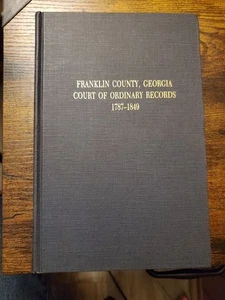 FRANKLIN COUNTY, GEORGIA
COURT OF ORDINARY RECORDS
1787-1849